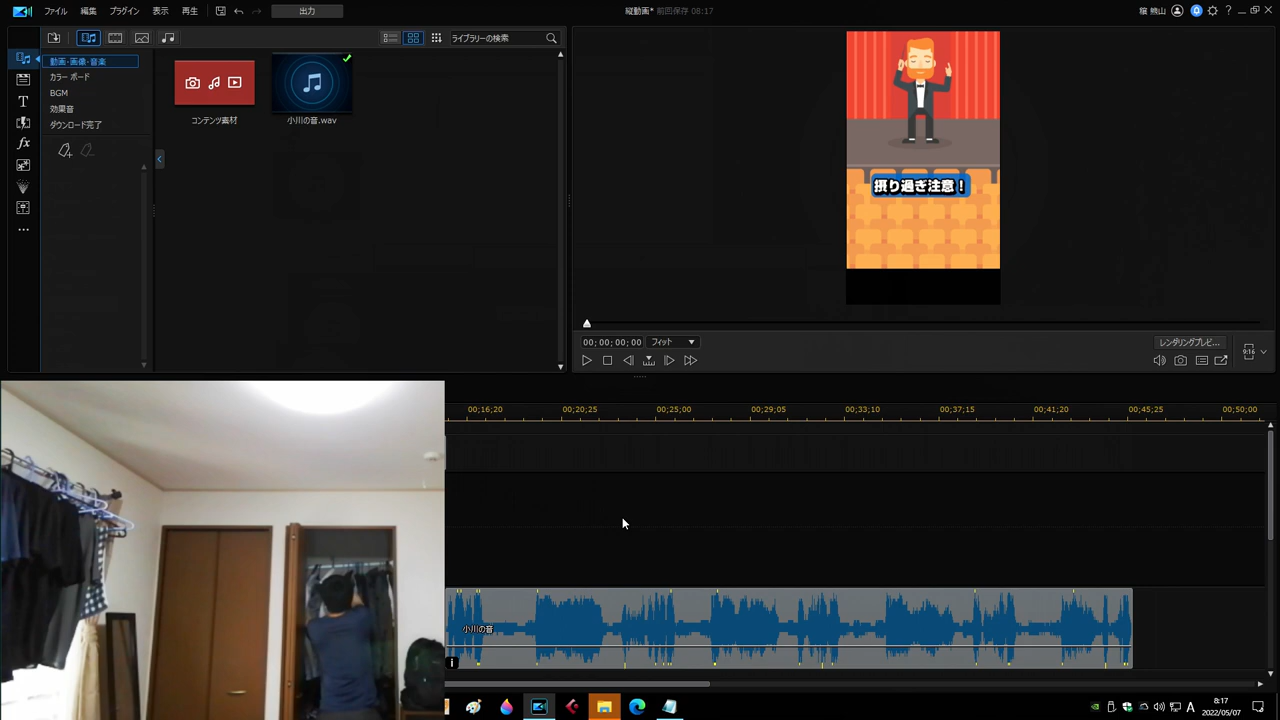 ファイル 編集 プラグイン 表示 再生 出力 縦動画* 前回保存 08:17 熊山
ライブラリーの検索
動画・画像・音楽
カラー ボード
BGM
効果音
ダウンロード完了
コンテンツ素材 小川の音.wav
摂り過ぎ注意！
00; 00; 00; 00 フィット レンダリングプレビ...
9:16
00;16;20 00;20;25 00;25;00 00;29;05 00;33;10 00;37;15 00;41;20 00;45;25 00;50;00
小川の音
i
A 8:17
2022/05/07